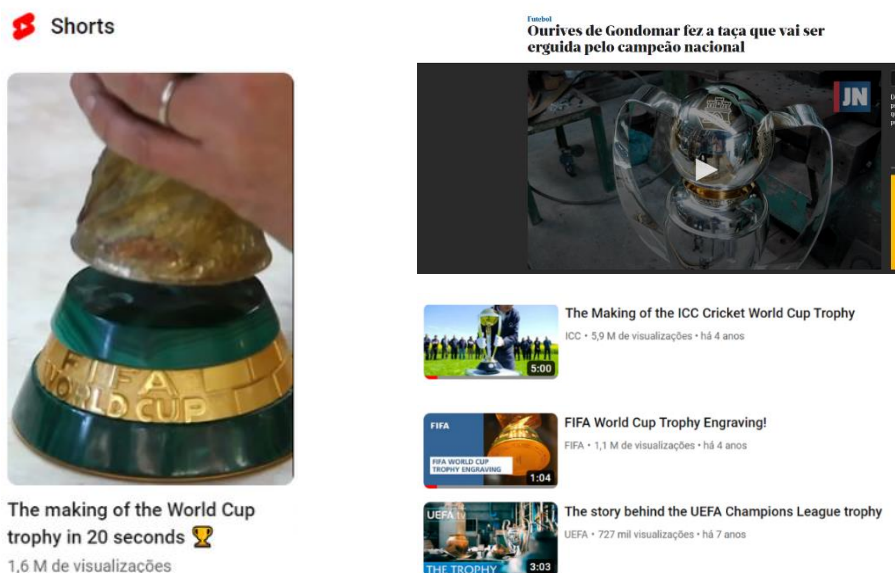 Shorts
FIFA
WORLD CUP
The making of the World Cup
trophy in 20 seconds 🏆
1,6 M de visualizações
Futebol
Ourives de Gondomar fez a taça que vai ser
erguida pelo campeão nacional
JN
The Making of the ICC Cricket World Cup Trophy
ICC • 5,9 M de visualizações • há 4 anos
5:00
FIFA World Cup Trophy Engraving!
FIFA • 1,1 M de visualizações • há 4 anos
FIFA
FIFA WORLD CUP
TROPHY ENGRAVING
1:04
The story behind the UEFA Champions League trophy
UEFA • 727 mil visualizações • há 7 anos
UEFA tv
THE TROPHY
3:03